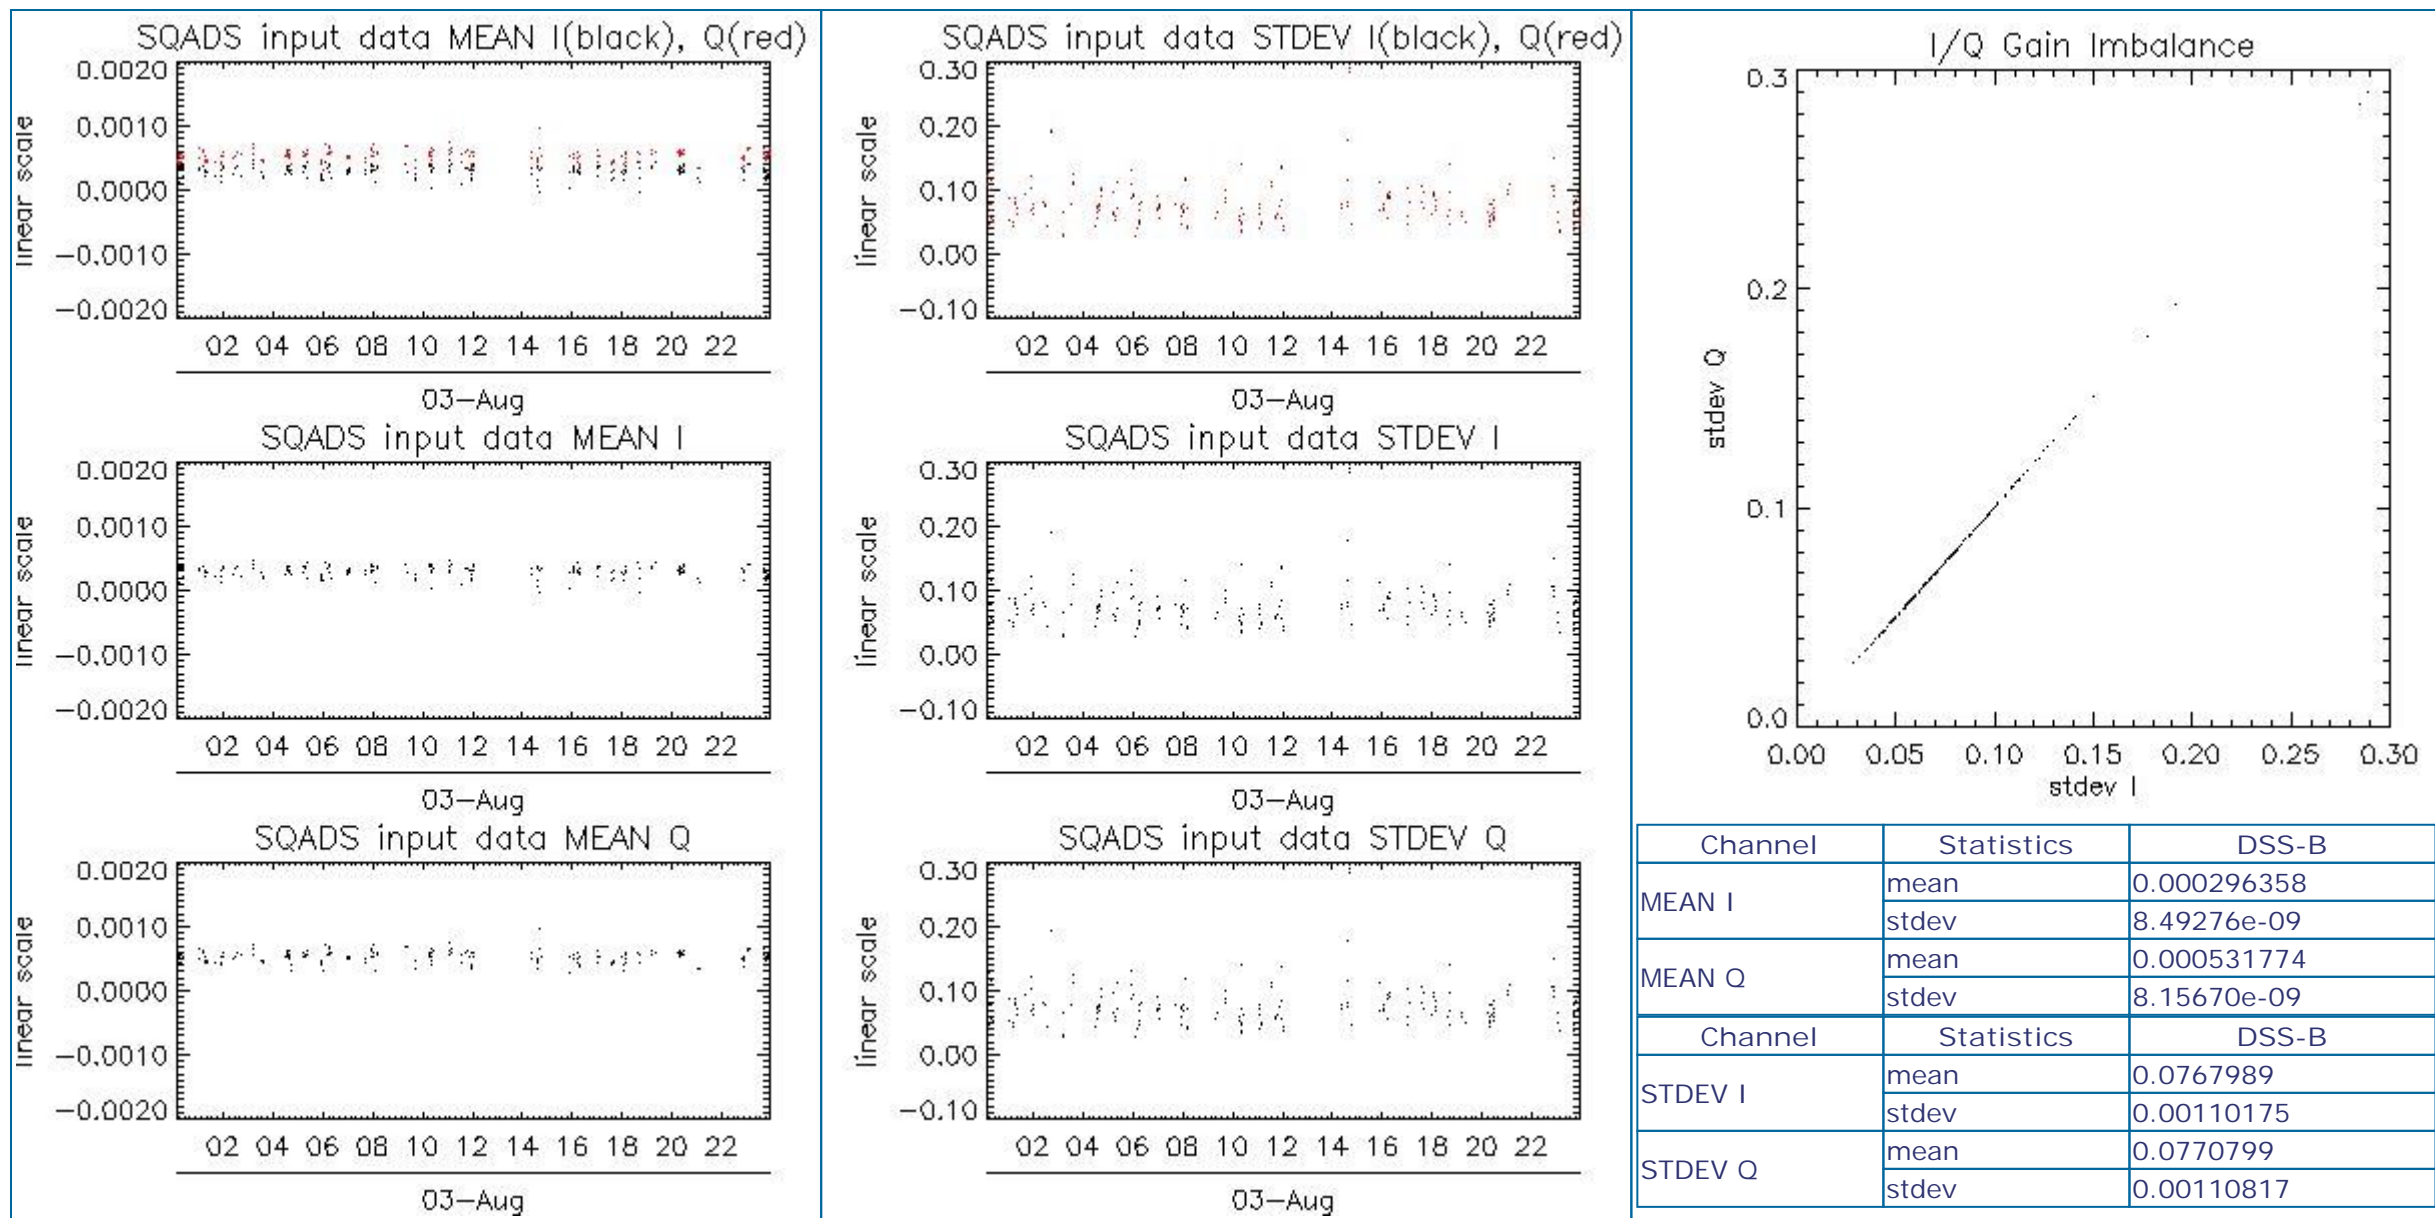 SQADS input data MEAN I(black), Q(red)
linear scale
0.0020
0.0010
0.0000
−0.0010
−0.0020
02 04 06 08 10 12 14 16 18 20 22
03−Aug
SQADS input data MEAN I
linear scale
0.0020
0.0010
0.0000
−0.0010
−0.0020
02 04 06 08 10 12 14 16 18 20 22
03−Aug
SQADS input data MEAN Q
linear scale
0.0020
0.0010
0.0000
−0.0010
−0.0020
02 04 06 08 10 12 14 16 18 20 22
03−Aug
SQADS input data STDEV I(black), Q(red)
linear scale
0.30
0.20
0.10
0.00
−0.10
02 04 06 08 10 12 14 16 18 20 22
03−Aug
SQADS input data STDEV I
linear scale
0.30
0.20
0.10
0.00
−0.10
02 04 06 08 10 12 14 16 18 20 22
03−Aug
SQADS input data STDEV Q
linear scale
0.30
0.20
0.10
0.00
−0.10
02 04 06 08 10 12 14 16 18 20 22
03−Aug
I/Q Gain Imbalance
stdev Q
0.3
0.2
0.1
0.0
0.00 0.05 0.10 0.15 0.20 0.25 0.30
stdev I
Channel Statistics DSS-B
MEAN I mean 0.000296358
stdev 8.49276e-09
MEAN Q mean 0.000531774
stdev 8.15670e-09
Channel Statistics DSS-B
STDEV I mean 0.0767989
stdev 0.00110175
STDEV Q mean 0.0770799
stdev 0.00110817